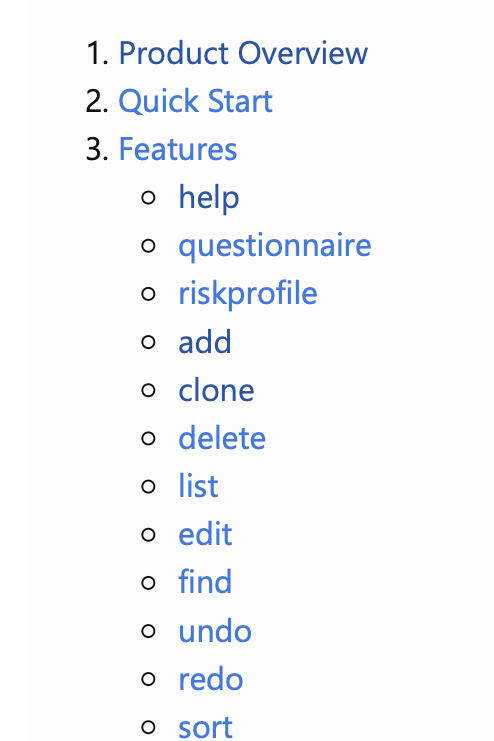 1. Product Overview
2. Quick Start
3. Features
help
questionnaire
riskprofile
add
clone
delete
list
edit
find
undo
redo
sort